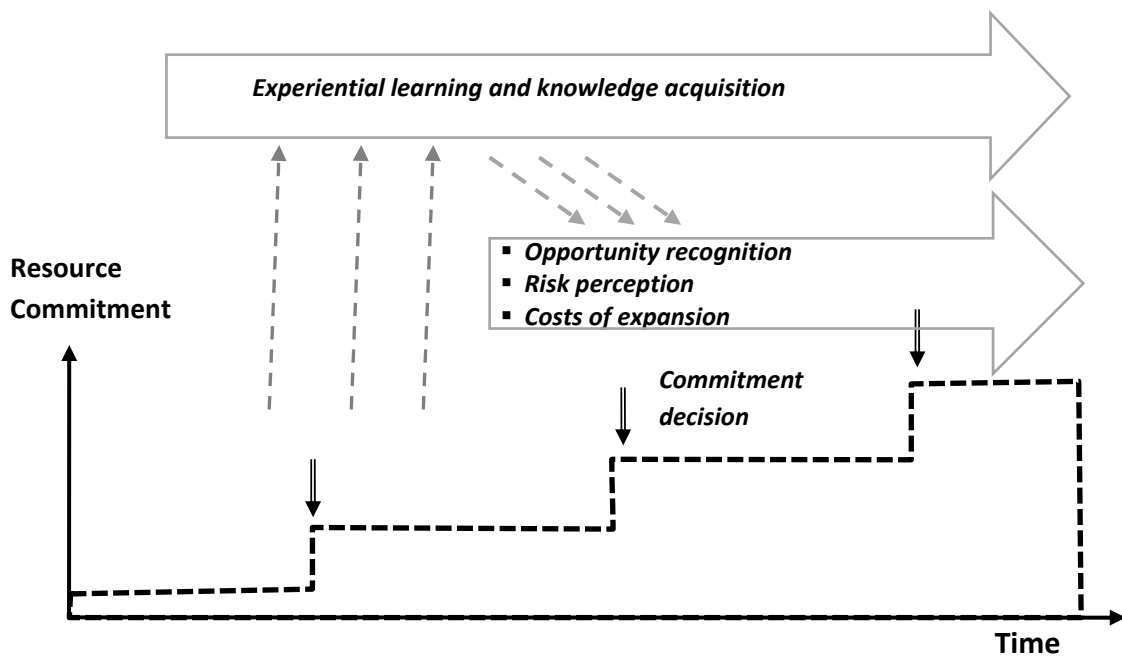 Experiential learning and knowledge acquisition
▪ Opportunity recognition
▪ Risk perception
▪ Costs of expansion
Resource
Commitment
Commitment
decision
Time